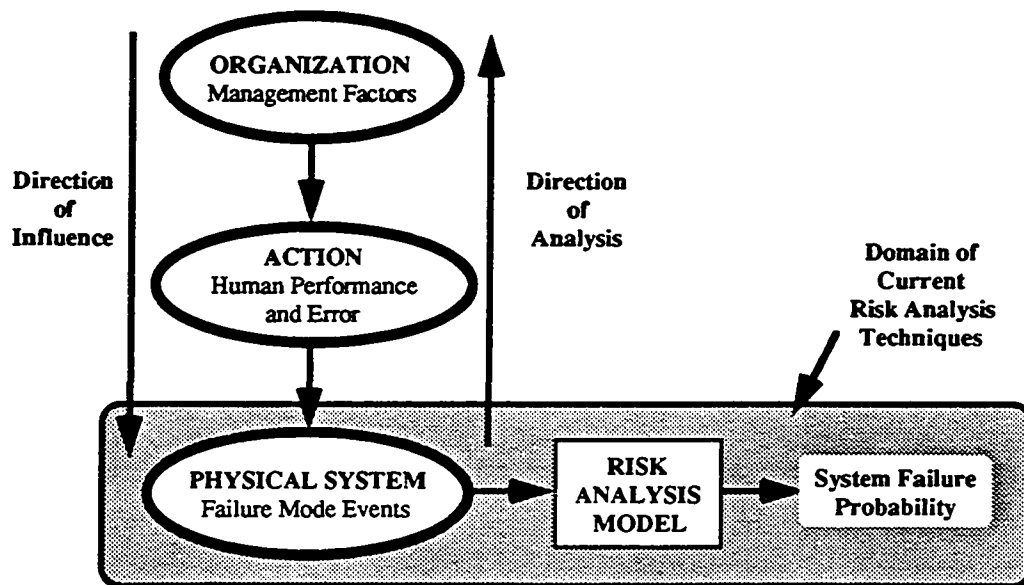 ORGANIZATION
Management Factors
Direction
of
Influence
Direction
of
Analysis
ACTION
Human Performance
and Error
Domain of
Current
Risk Analysis
Techniques
PHYSICAL SYSTEM
Failure Mode Events
RISK
ANALYSIS
MODEL
System Failure
Probability